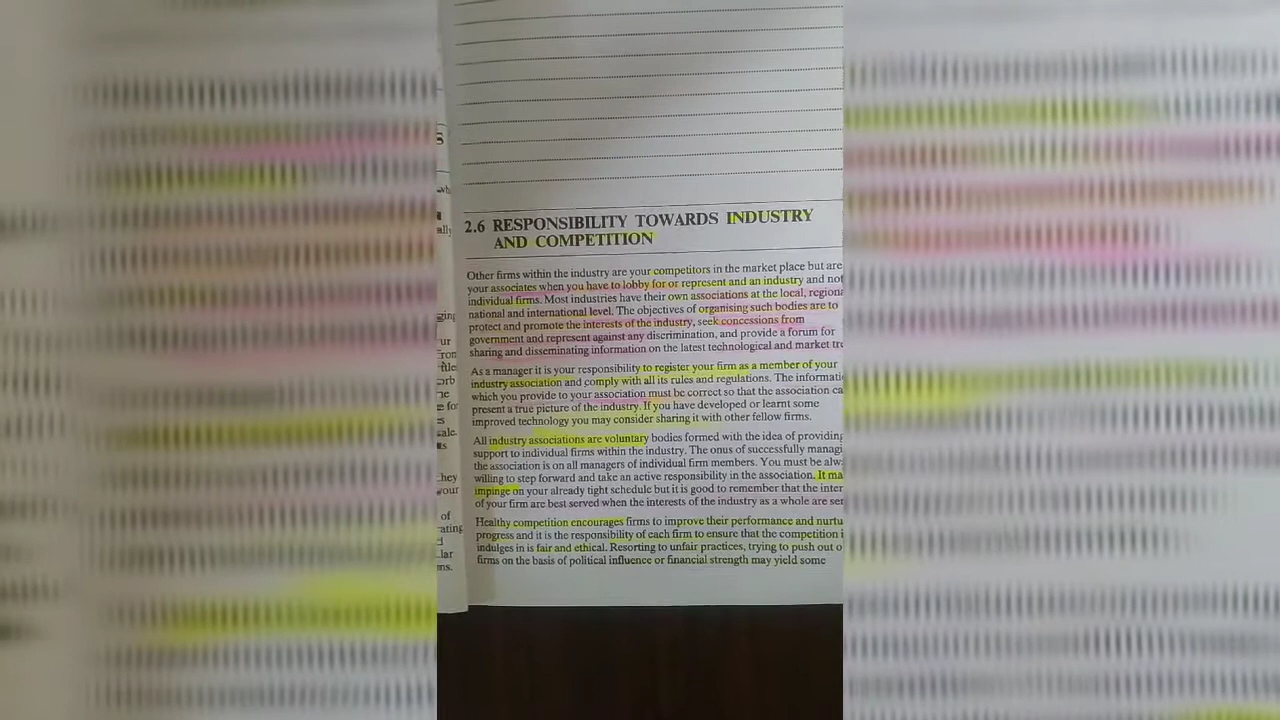 2.6 RESPONSIBILITY TOWARDS INDUSTRY
AND COMPETITION
Other firms within the industry are your competitors in the market place but are
your associates when you have to lobby for or represent and an industry and not
individual firms. Most industries have their own associations at the local, regiona
national and international level. The objectives of organising such bodies are to
protect and promote the interests of the industry, seek concessions from
government and represent against any discrimination, and provide a forum for
sharing and disseminating information on the latest technological and market tre
As a manager it is your responsibility to register your firm as a member of your
industry association and comply with all its rules and regulations. The informatio
which you provide to your association must be correct so that the association ca
present a true picture of the industry. If you have developed or learnt some
improved technology you may consider sharing it with other fellow firms.
All industry associations are voluntary bodies formed with the idea of providing
support to individual firms within the industry. The onus of successfully managi
the association is on all managers of individual firm members. You must be alw
willing to step forward and take an active responsibility in the association. It ma
impinge on your already tight schedule but it is good to remember that the inter
of your firm are best served when the interests of the industry as a whole are ser
Healthy competition encourages firms to improve their performance and nurtu
progress and it is the responsibility of each firm to ensure that the competition i
indulges in is fair and ethical. Resorting to unfair practices, trying to push out o
firms on the basis of political influence or financial strength may yield some